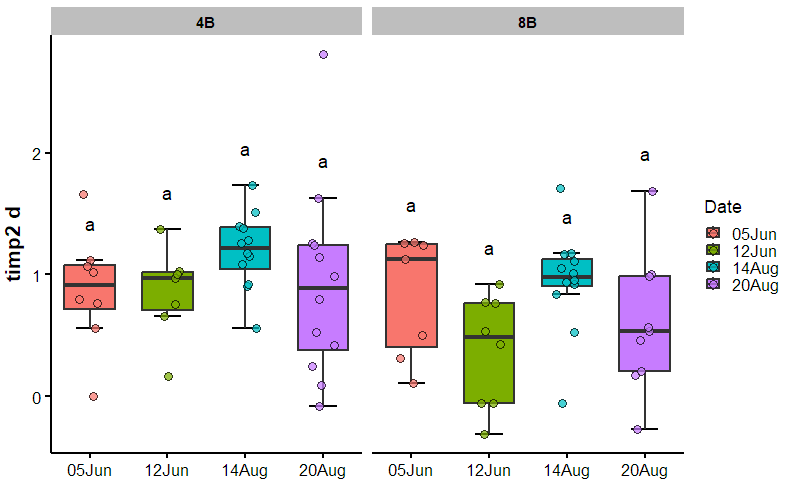 4B 8B
timp2 d
2
1
0
a a a a a a a a
05Jun 12Jun 14Aug 20Aug 05Jun 12Jun 14Aug 20Aug
Date
05Jun
12Jun
14Aug
20Aug